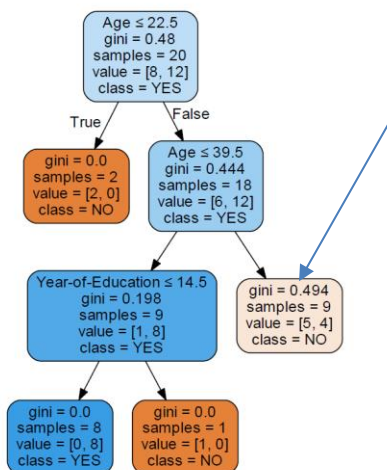 Age ≤ 22.5
gini = 0.48
samples = 20
value = [8, 12]
class = YES
True
False
gini = 0.0
samples = 2
value = [2, 0]
class = NO
Age ≤ 39.5
gini = 0.444
samples = 18
value = [6, 12]
class = YES
Year-of-Education ≤ 14.5
gini = 0.198
samples = 9
value = [1, 8]
class = YES
gini = 0.494
samples = 9
value = [5, 4]
class = NO
gini = 0.0
samples = 8
value = [0, 8]
class = YES
gini = 0.0
samples = 1
value = [1, 0]
class = NO